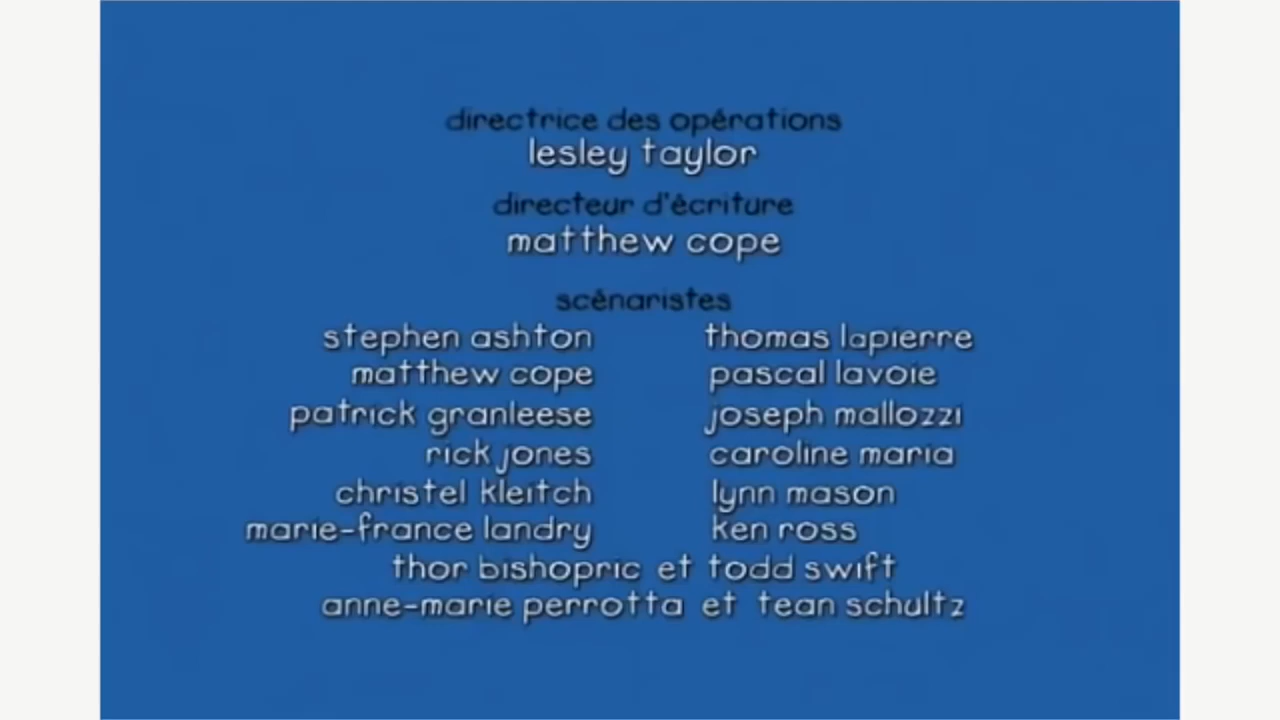 directrice des opérations
lesley taylor
directeur d'écriture
matthew cope
scénaristes
stephen ashton thomas lapierre
matthew cope pascal lavoie
patrick granleese joseph mallozzi
rick jones caroline maria
christel kleitch lynn mason
marie-france landry ken ross
thor bishopric et todd swift
anne-marie perrotta et tean schultz